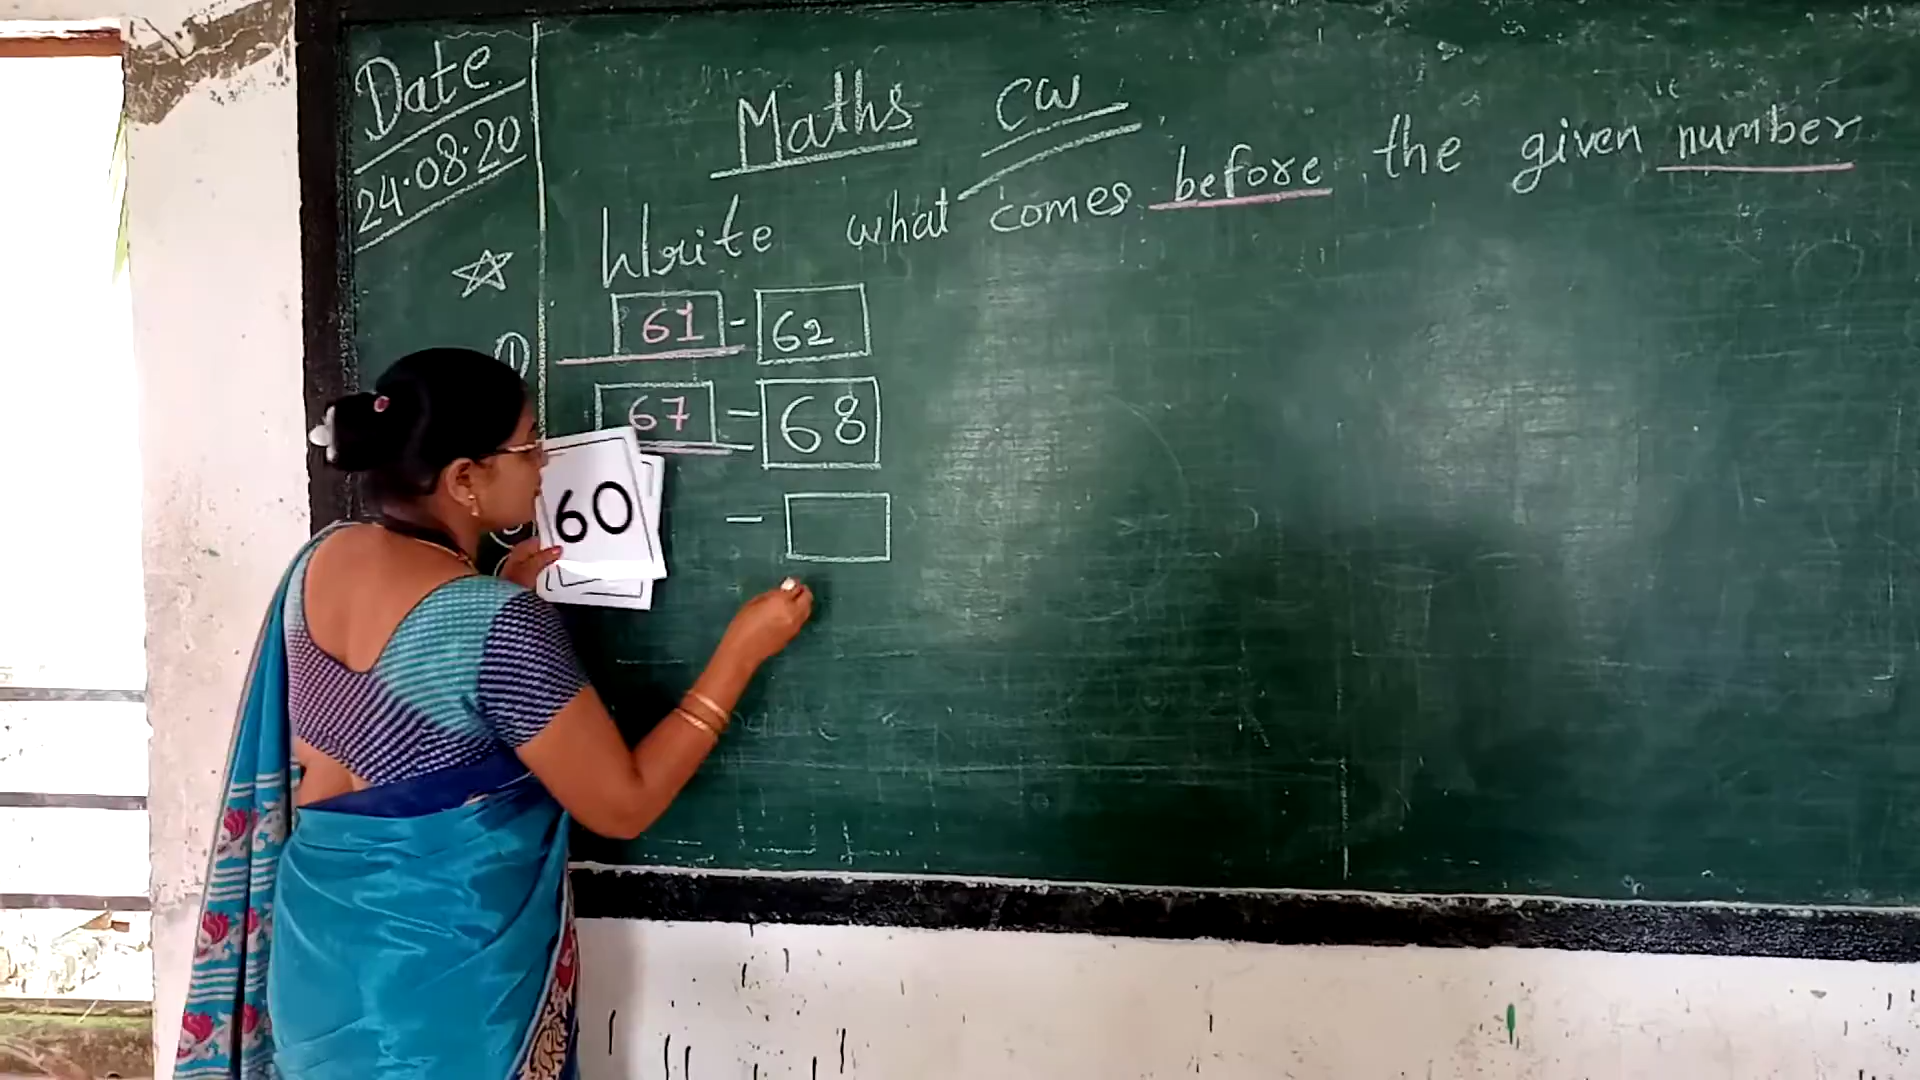 Date
24.08.20
Maths CW
Write what comes before the given number
61 - 62
67 - 68
60
-